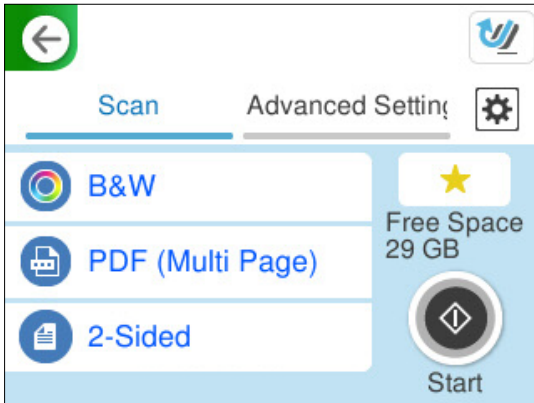 Scan
Advanced Setting
B&W
PDF (Multi Page)
2-Sided
Free Space
29 GB
Start